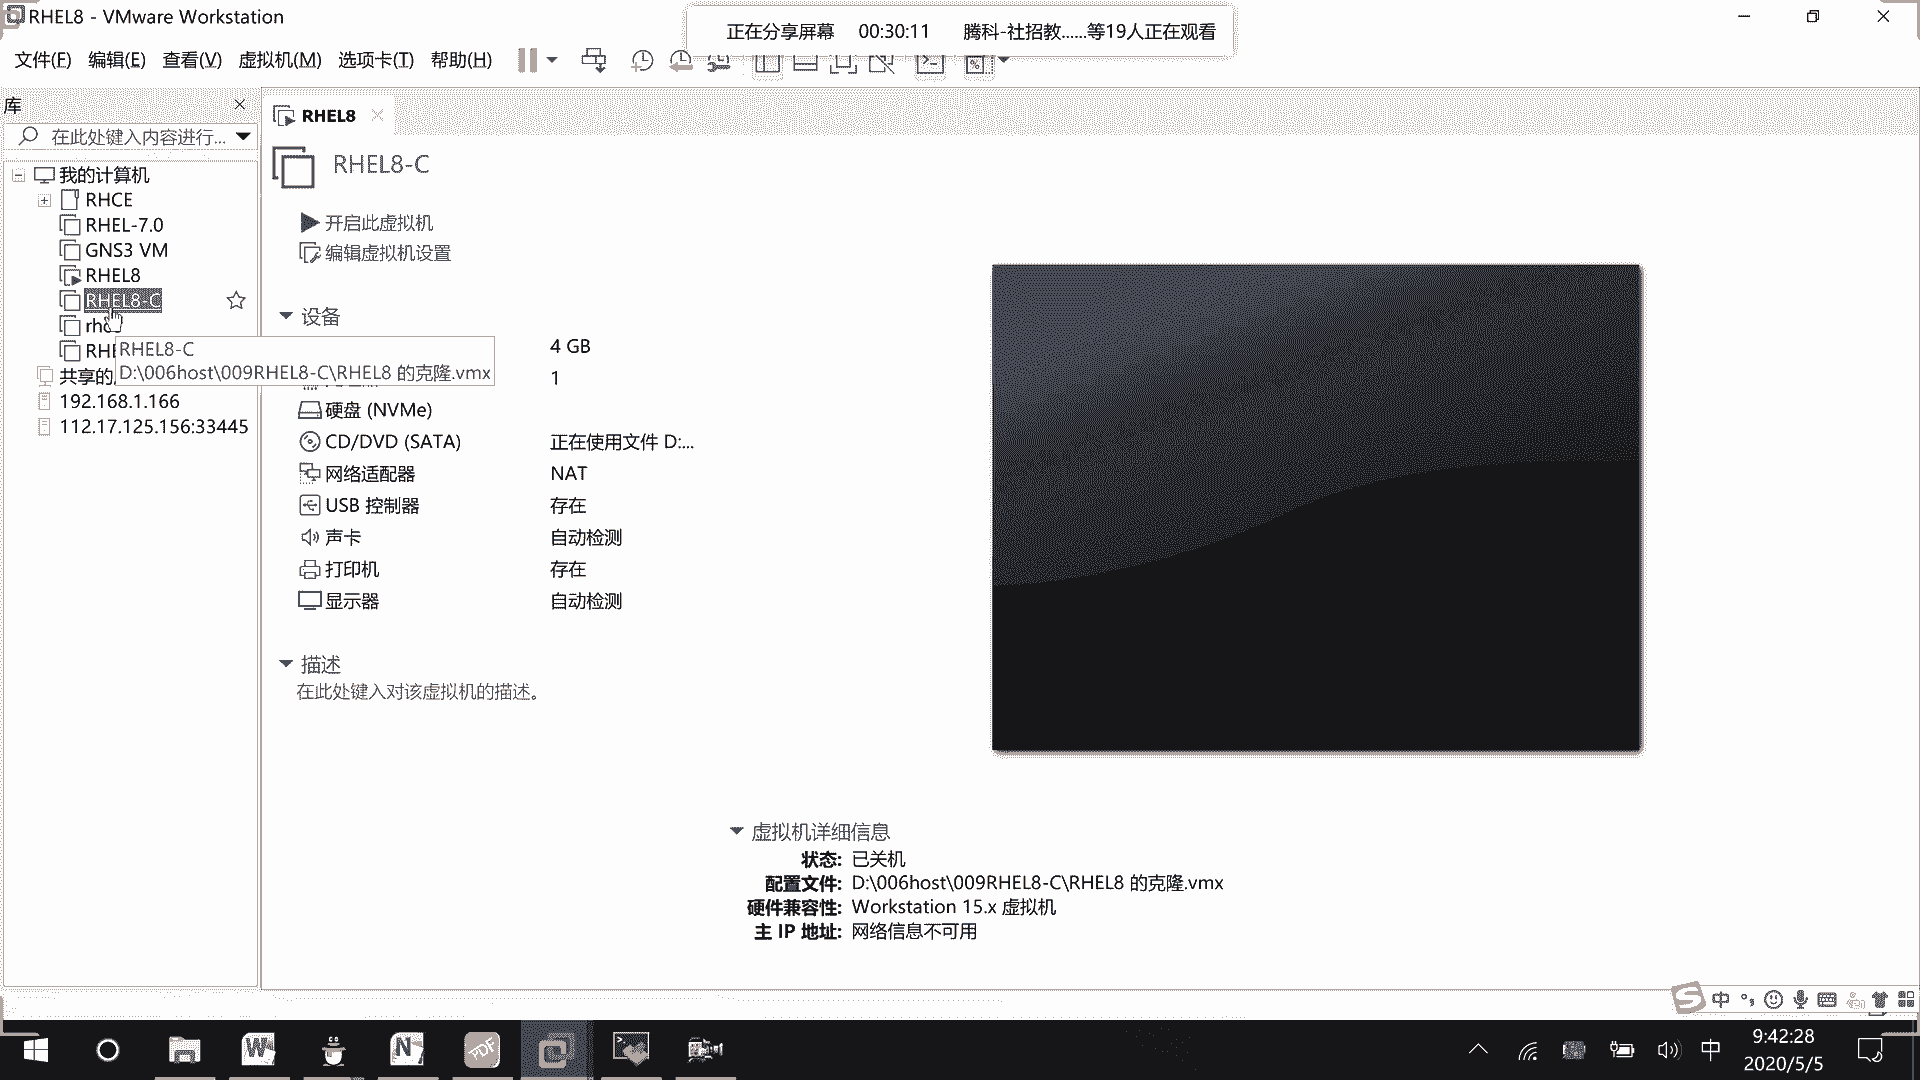 RHEL8 - VMware Workstation
正在分享屏幕 00:30:11 腾科-社招教......等19人正在观看
文件(F) 编辑(E) 查看(V) 虚拟机(M) 选项卡(T) 帮助(H)
库
在此处键入内容进行...
我的计算机
RHCE
RHEL-7.0
GNS3 VM
RHEL8
RHEL8-C
RHEL8-C
D:\006host\009RHEL8-C\RHEL8 的克隆.vmx
共享的
192.168.1.166
112.17.125.156:33445
RHEL8
RHEL8-C
开启此虚拟机
编辑虚拟机设置
设备
4 GB
1
硬盘 (NVMe)
CD/DVD (SATA) 正在使用文件 D:...
网络适配器 NAT
USB 控制器 存在
声卡 自动检测
打印机 存在
显示器 自动检测
描述
在此处键入对该虚拟机的描述。
虚拟机详细信息
状态: 已关机
配置文件: D:\006host\009RHEL8-C\RHEL8 的克隆.vmx
硬件兼容性: Workstation 15.x 虚拟机
主 IP 地址: 网络信息不可用
中
中
9:42:28
2020/5/5